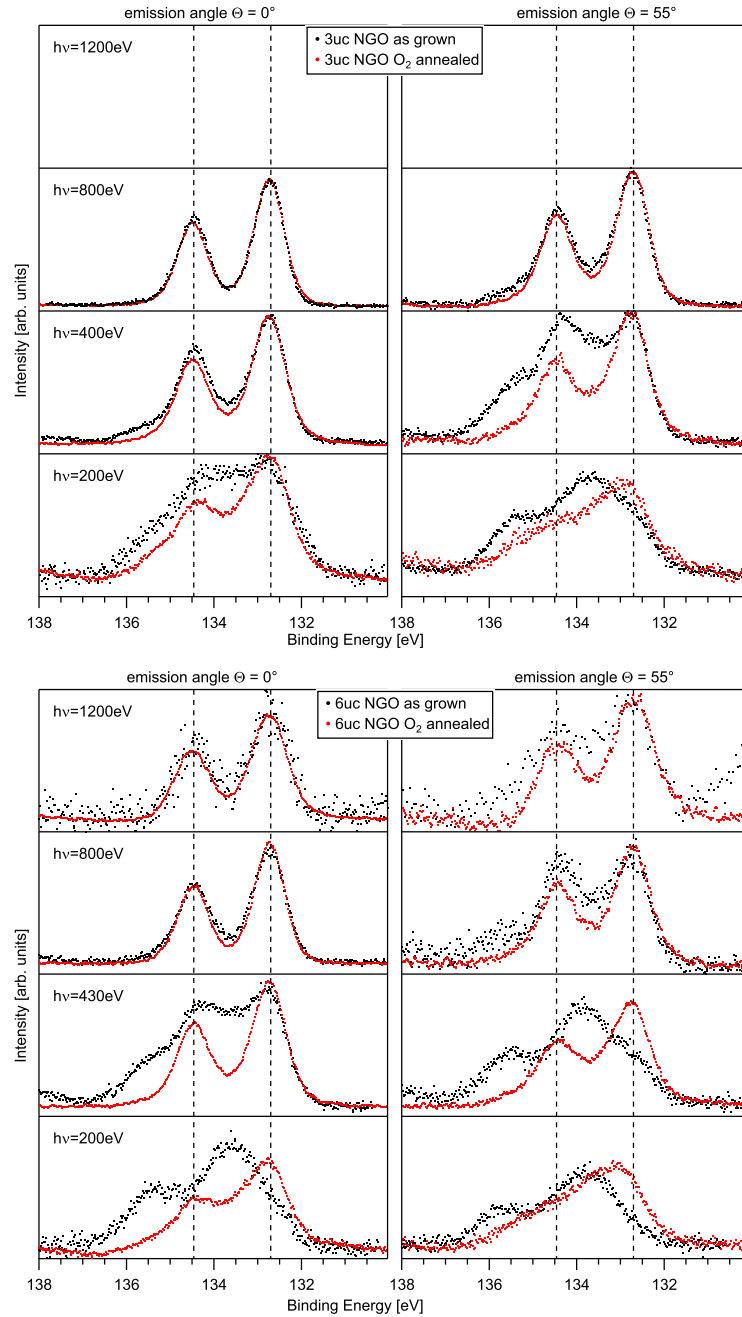 emission angle Θ = 0°
emission angle Θ = 55°
hν=1200eV
• 3uc NGO as grown
• 3uc NGO O₂ annealed
hν=800eV
hν=400eV
hν=200eV
Intensity [arb. units]
138 136 134 132
138 136 134 132
Binding Energy [eV]
emission angle Θ = 0°
emission angle Θ = 55°
hν=1200eV
• 6uc NGO as grown
• 6uc NGO O₂ annealed
hν=800eV
hν=430eV
hν=200eV
Intensity [arb. units]
138 136 134 132
138 136 134 132
Binding Energy [eV]